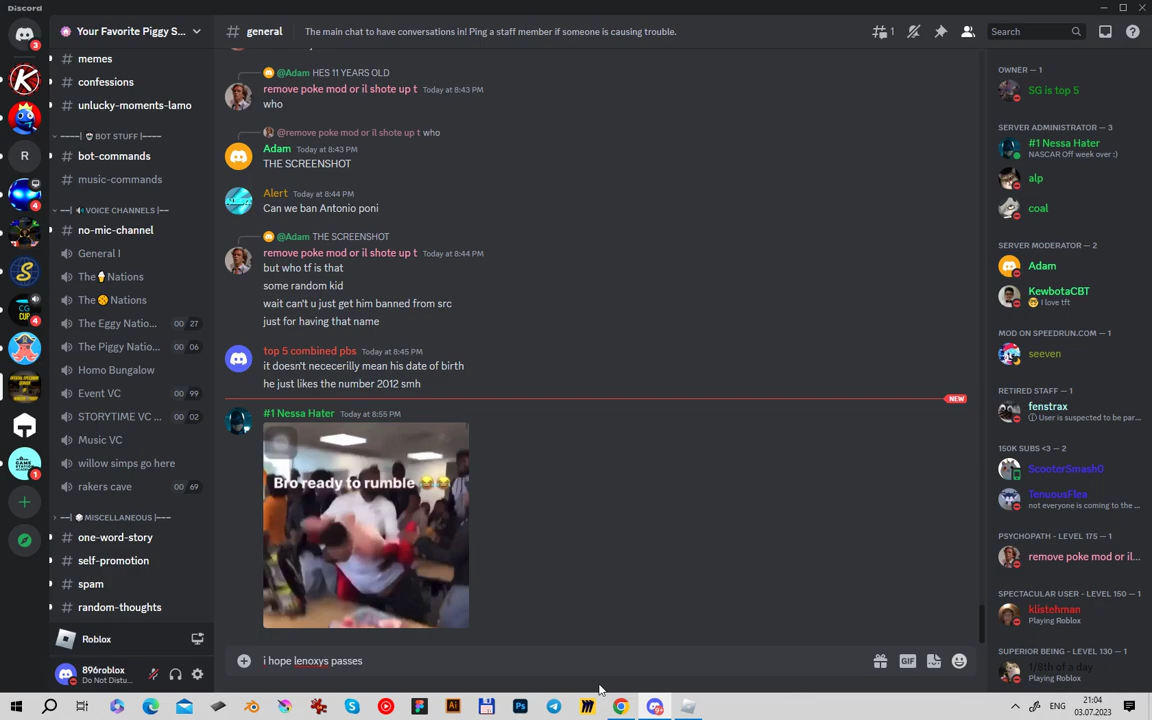 Discord
Your Favorite Piggy S...
general
The main chat to have conversations in! Ping a staff member if someone is causing trouble.
1
Search
3
memes
confessions
unlucky-moments-lamo
----| BOT STUFF |----
bot-commands
music-commands
R
4
--| VOICE CHANNELS |--
no-mic-channel
General I
The🍦Nations
The🏀Nations
The Eggy Natio... 00 27
CG
CUP
4
The Piggy Natio... 00 06
Homo Bungalow
Event VC 00 99
STORYTIME VC ... 00 02
Music VC
willow simps go here
1
rakers cave 00 69
--| MISCELLANEOUS |---
one-word-story
self-promotion
spam
random-thoughts
Roblox
896roblox
Do Not Distu...
@Adam HES 11 YEARS OLD
remove poke mod or il shote up t Today at 8:43 PM
who
@remove poke mod or il shote up t who
Adam Today at 8:43 PM
THE SCREENSHOT
Alert Today at 8:44 PM
Can we ban Antonio poni
@Adam THE SCREENSHOT
remove poke mod or il shote up t Today at 8:44 PM
but who tf is that
some random kid
wait can't u just get him banned from src
just for having that name
top 5 combined pbs Today at 8:45 PM
it doesn't nececerilly mean his date of birth
he just likes the number 2012 smh
NEW
#1 Nessa Hater Today at 8:55 PM
Bro ready to rumble 😂😂
i hope lenoxys passes
GIF
OWNER — 1
SG is top 5
SERVER ADMINISTRATOR — 3
#1 Nessa Hater
NASCAR Off week over :)
alp
coal
SERVER MODERATOR — 2
Adam
KewbotaCBT
🤓 I love tft
MOD ON SPEEDRUN.COM — 1
seeven
RETIRED STAFF — 1
fenstrax
User is suspected to be par...
150K SUBS <3 — 2
ScooterSmash0
TenuousFlea
not everyone is coming to the ...
PSYCHOPATH - LEVEL 175 — 1
remove poke mod or il...
SPECTACULAR USER - LEVEL 150 — 1
klistehman
Playing Roblox
SUPERIOR BEING - LEVEL 130 — 1
1/8th of a day
Playing Roblox
ENG
21:04
03.07.2023